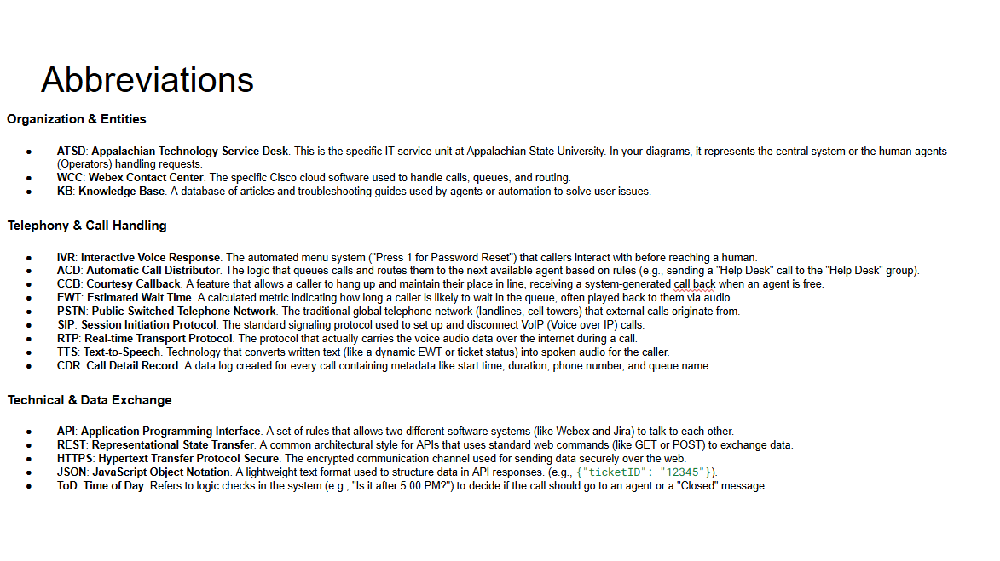 Abbreviations
Organization & Entities
● ATSD: Appalachian Technology Service Desk. This is the specific IT service unit at Appalachian State University. In your diagrams, it represents the central system or the human agents
(Operators) handling requests.
● WCC: Webex Contact Center. The specific Cisco cloud software used to handle calls, queues, and routing.
● KB: Knowledge Base. A database of articles and troubleshooting guides used by agents or automation to solve user issues.
Telephony & Call Handling
● IVR: Interactive Voice Response. The automated menu system ("Press 1 for Password Reset") that callers interact with before reaching a human.
● ACD: Automatic Call Distributor. The logic that queues calls and routes them to the next available agent based on rules (e.g., sending a "Help Desk" call to the "Help Desk" group).
● CCB: Courtesy Callback. A feature that allows a caller to hang up and maintain their place in line, receiving a system-generated call back when an agent is free.
● EWT: Estimated Wait Time. A calculated metric indicating how long a caller is likely to wait in the queue, often played back to them via audio.
● PSTN: Public Switched Telephone Network. The traditional global telephone network (landlines, cell towers) that external calls originate from.
● SIP: Session Initiation Protocol. The standard signaling protocol used to set up and disconnect VoIP (Voice over IP) calls.
● RTP: Real-time Transport Protocol. The protocol that actually carries the voice audio data over the internet during a call.
● TTS: Text-to-Speech. Technology that converts written text (like a dynamic EWT or ticket status) into spoken audio for the caller.
● CDR: Call Detail Record. A data log created for every call containing metadata like start time, duration, phone number, and queue name.
Technical & Data Exchange
● API: Application Programming Interface. A set of rules that allows two different software systems (like Webex and Jira) to talk to each other.
● REST: Representational State Transfer. A common architectural style for APIs that uses standard web commands (like GET or POST) to exchange data.
● HTTPS: Hypertext Transfer Protocol Secure. The encrypted communication channel used for sending data securely over the web.
● JSON: JavaScript Object Notation. A lightweight text format used to structure data in API responses. (e.g., {"ticketID": "12345"}).
● ToD: Time of Day. Refers to logic checks in the system (e.g., "Is it after 5:00 PM?") to decide if the call should go to an agent or a "Closed" message.